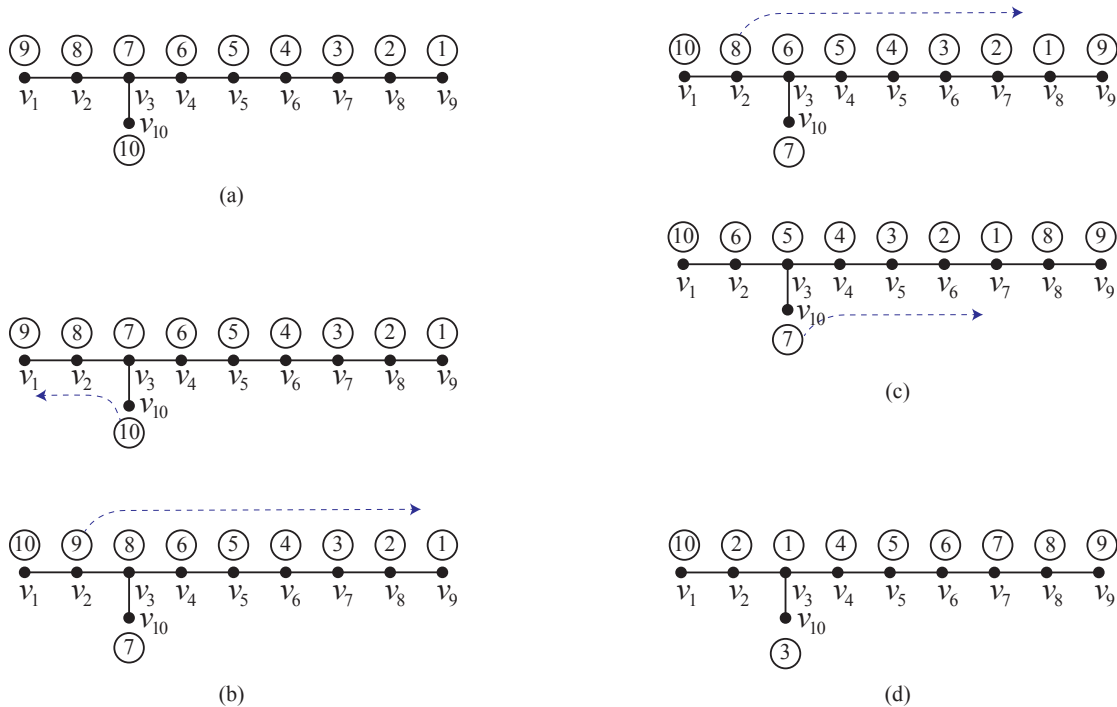 9 8 7 6 5 4 3 2 1
v1 v2 v3 v4 v5 v6 v7 v8 v9
v10
10
(a)
9 8 7 6 5 4 3 2 1
v1 v2 v3 v4 v5 v6 v7 v8 v9
v10
10
10 9 8 6 5 4 3 2 1
v1 v2 v3 v4 v5 v6 v7 v8 v9
v10
7
(b)
10 8 6 5 4 3 2 1 9
v1 v2 v3 v4 v5 v6 v7 v8 v9
v10
7
10 6 5 4 3 2 1 8 9
v1 v2 v3 v4 v5 v6 v7 v8 v9
v10
7
(c)
10 2 1 4 5 6 7 8 9
v1 v2 v3 v4 v5 v6 v7 v8 v9
v10
3
(d)